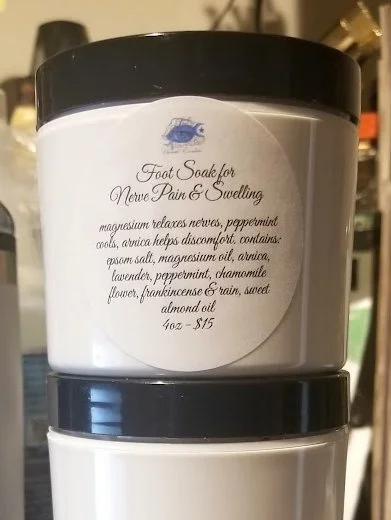 Foot Soak for
Nerve Pain & Swelling
magnesium relaxes nerves, peppermint
cools, arnica helps discomfort, contains:
epsom salt, magnesium oil, arnica,
lavender, peppermint, chamomile
flower, frankincense & rain, sweet
almond oil
4oz - $15